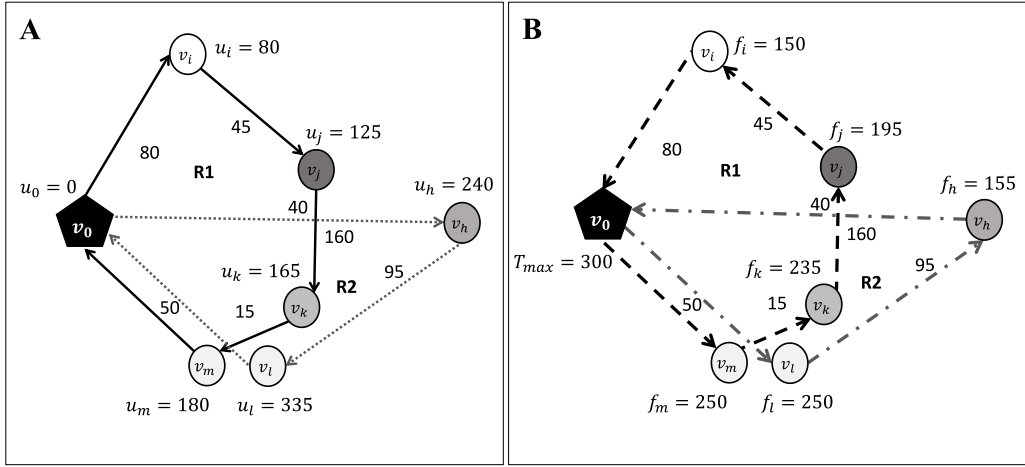 A
v_i
u_i = 80
45
80
R1
u_j = 125
v_j
u_0 = 0
u_h = 240
v_0
40
160
v_h
u_k = 165
95
R2
v_k
50
15
v_m
v_l
u_m = 180
u_l = 335
B
v_i
f_i = 150
45
80
R1
f_j = 195
v_j
f_h = 155
v_0
40
160
v_h
T_max = 300
f_k = 235
95
R2
v_k
50
15
v_m
v_l
f_m = 250
f_l = 250